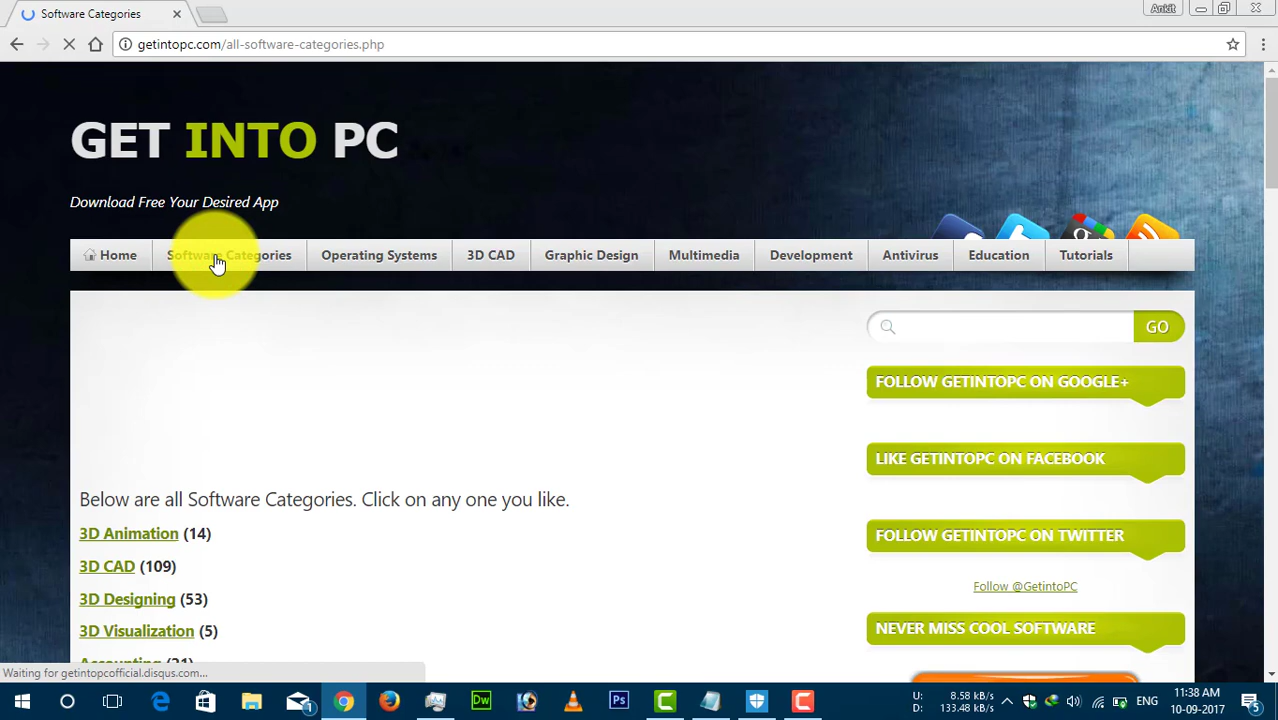 Software Categories
Ankit
getintopc.com/all-software-categories.php
GET INTO PC
Download Free Your Desired App
Home Software Categories Operating Systems 3D CAD Graphic Design Multimedia Development Antivirus Education Tutorials
GO
FOLLOW GETINTOPC ON GOOGLE+
LIKE GETINTOPC ON FACEBOOK
Below are all Software Categories. Click on any one you like.
3D Animation (14)
FOLLOW GETINTOPC ON TWITTER
3D CAD (109)
Follow @GetintoPC
3D Designing (53)
3D Visualization (5)
NEVER MISS COOL SOFTWARE
Accounting (21)
Waiting for getintopcofficial.disqus.com...
U: 8.58 kB/s
D: 133.48 kB/s
ENG
11:38 AM
10-09-2017